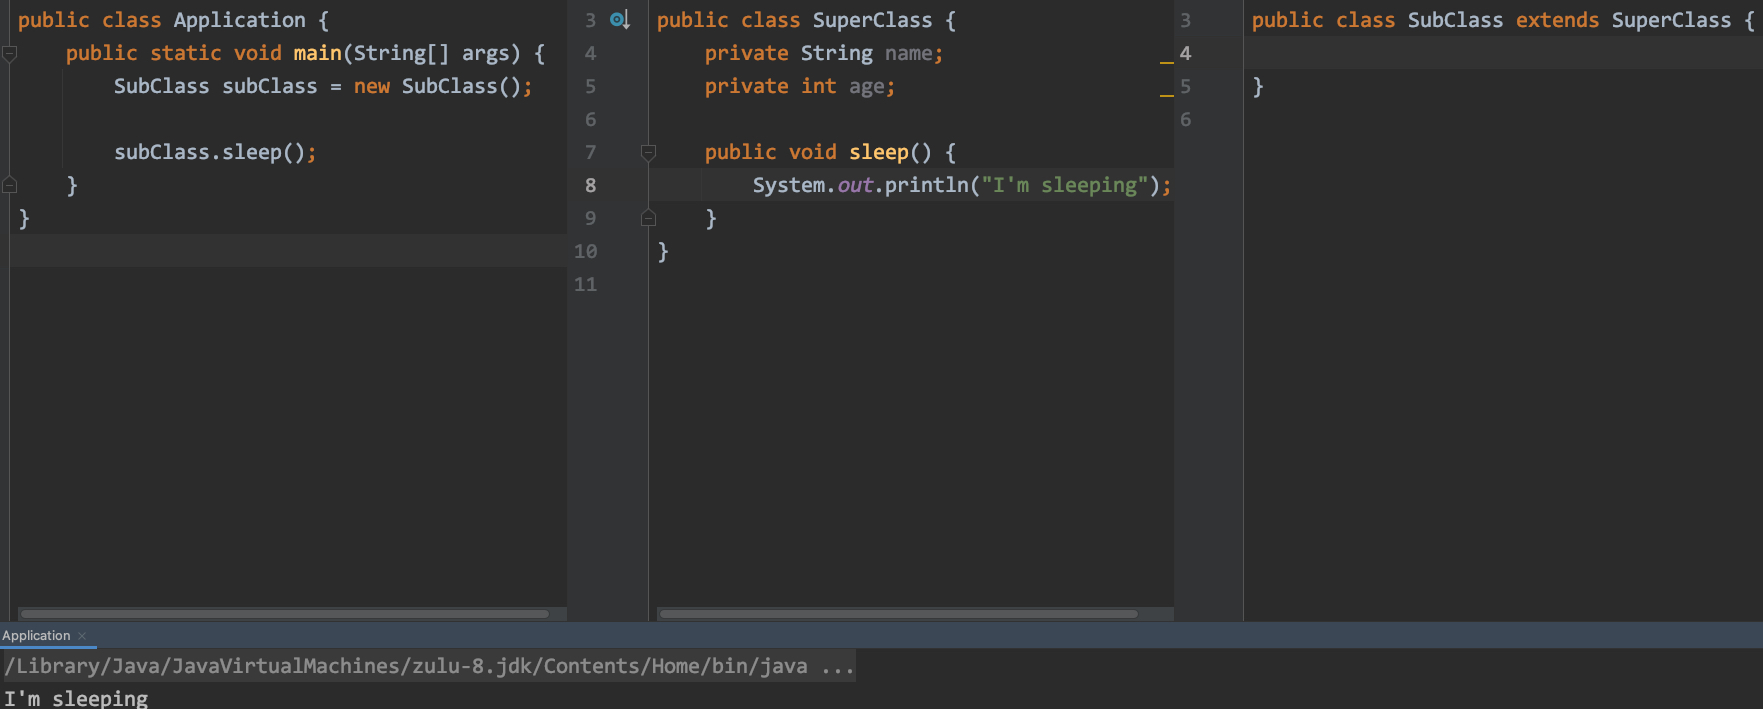 public class Application {
public static void main(String[] args) {
SubClass subClass = new SubClass();
subClass.sleep();
}
}
3 public class SuperClass {
4 private String name;
5 private int age;
6
7 public void sleep() {
8 System.out.println("I'm sleeping");
9 }
10 }
11
3 public class SubClass extends SuperClass {
4
5 }
6
Application ×
/Library/Java/JavaVirtualMachines/zulu-8.jdk/Contents/Home/bin/java ...
I'm sleeping